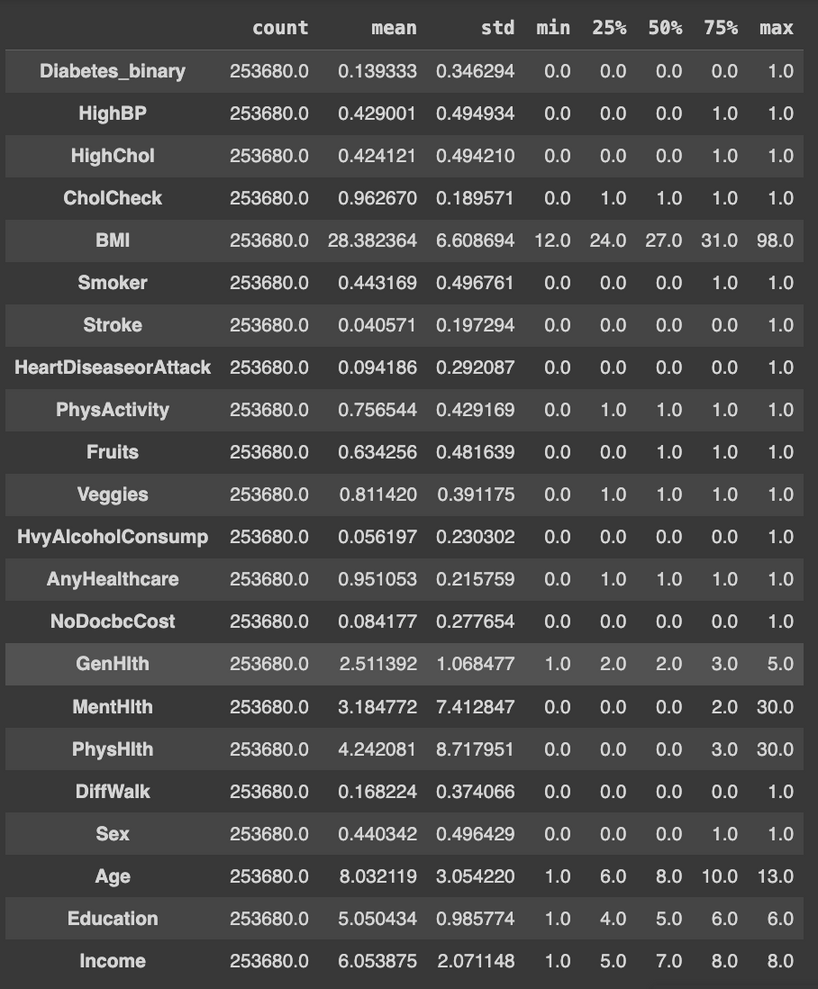 count mean std min 25% 50% 75% max
Diabetes_binary 253680.0 0.139333 0.346294 0.0 0.0 0.0 0.0 1.0
HighBP 253680.0 0.429001 0.494934 0.0 0.0 0.0 1.0 1.0
HighChol 253680.0 0.424121 0.494210 0.0 0.0 0.0 1.0 1.0
CholCheck 253680.0 0.962670 0.189571 0.0 1.0 1.0 1.0 1.0
BMI 253680.0 28.382364 6.608694 12.0 24.0 27.0 31.0 98.0
Smoker 253680.0 0.443169 0.496761 0.0 0.0 0.0 1.0 1.0
Stroke 253680.0 0.040571 0.197294 0.0 0.0 0.0 0.0 1.0
HeartDiseaseorAttack 253680.0 0.094186 0.292087 0.0 0.0 0.0 0.0 1.0
PhysActivity 253680.0 0.756544 0.429169 0.0 1.0 1.0 1.0 1.0
Fruits 253680.0 0.634256 0.481639 0.0 0.0 1.0 1.0 1.0
Veggies 253680.0 0.811420 0.391175 0.0 1.0 1.0 1.0 1.0
HvyAlcoholConsump 253680.0 0.056197 0.230302 0.0 0.0 0.0 0.0 1.0
AnyHealthcare 253680.0 0.951053 0.215759 0.0 1.0 1.0 1.0 1.0
NoDocbcCost 253680.0 0.084177 0.277654 0.0 0.0 0.0 0.0 1.0
GenHlth 253680.0 2.511392 1.068477 1.0 2.0 2.0 3.0 5.0
MentHlth 253680.0 3.184772 7.412847 0.0 0.0 0.0 2.0 30.0
PhysHlth 253680.0 4.242081 8.717951 0.0 0.0 0.0 3.0 30.0
DiffWalk 253680.0 0.168224 0.374066 0.0 0.0 0.0 0.0 1.0
Sex 253680.0 0.440342 0.496429 0.0 0.0 0.0 1.0 1.0
Age 253680.0 8.032119 3.054220 1.0 6.0 8.0 10.0 13.0
Education 253680.0 5.050434 0.985774 1.0 4.0 5.0 6.0 6.0
Income 253680.0 6.053875 2.071148 1.0 5.0 7.0 8.0 8.0